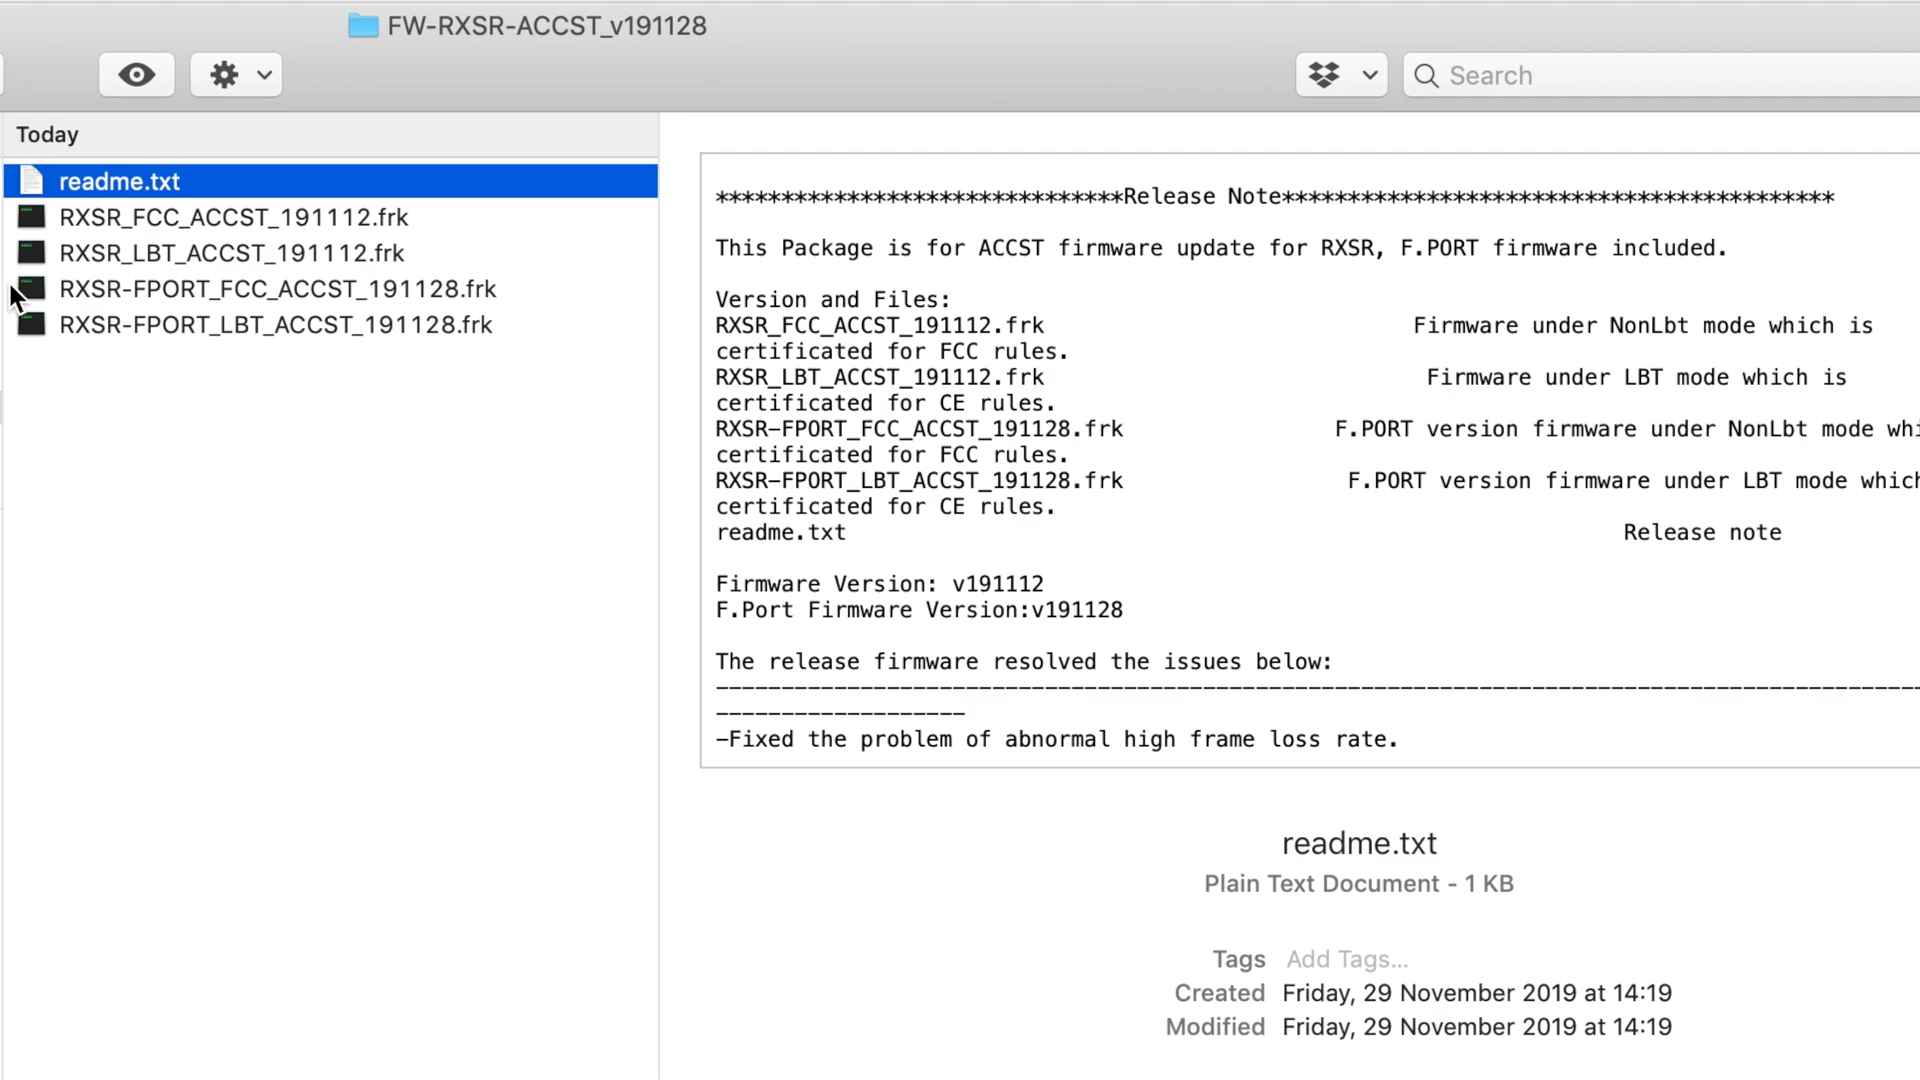 FW-RXSR-ACCST_v191128
Search
Today
readme.txt
RXSR_FCC_ACCST_191112.frk
RXSR_LBT_ACCST_191112.frk
RXSR-FPORT_FCC_ACCST_191128.frk
RXSR-FPORT_LBT_ACCST_191128.frk
*******************************Release Note******************************************
This Package is for ACCST firmware update for RXSR, F.PORT firmware included.
Version and Files:
RXSR_FCC_ACCST_191112.frk Firmware under NonLbt mode which is
certificated for FCC rules.
RXSR_LBT_ACCST_191112.frk Firmware under LBT mode which is
certificated for CE rules.
RXSR-FPORT_FCC_ACCST_191128.frk F.PORT version firmware under NonLbt mode whi
certificated for FCC rules.
RXSR-FPORT_LBT_ACCST_191128.frk F.PORT version firmware under LBT mode which
certificated for CE rules.
readme.txt Release note
Firmware Version: v191112
F.Port Firmware Version:v191128
The release firmware resolved the issues below:
--------------------------------------------------------------------------------------------
-------------------
-Fixed the problem of abnormal high frame loss rate.
readme.txt
Plain Text Document - 1 KB
Tags Add Tags...
Created Friday, 29 November 2019 at 14:19
Modified Friday, 29 November 2019 at 14:19